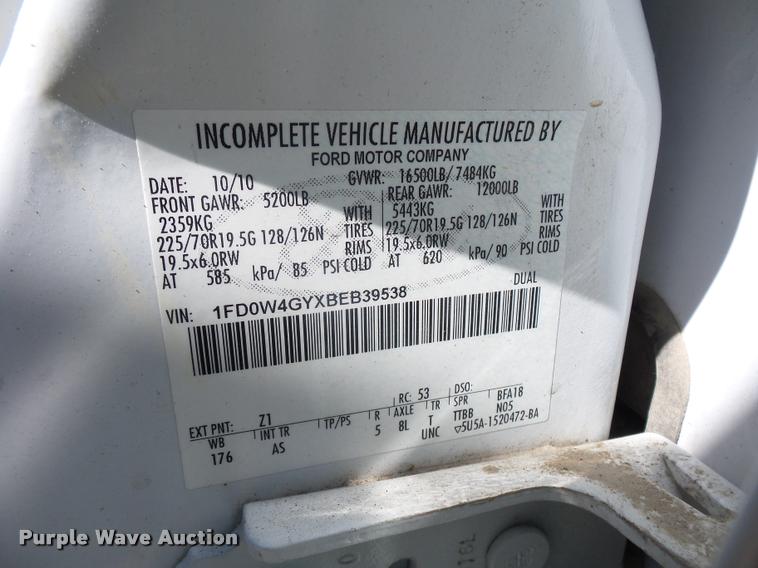 INCOMPLETE VEHICLE MANUFACTURED BY
FORD MOTOR COMPANY
DATE: 10/10 GVWR: 16500LB/7484KG
FRONT GAWR: 5200LB REAR GAWR: 12000LB
2359KG WITH 5443KG WITH
225/70R19.5G 128/126N TIRES 225/70R19.5G 128/126N TIRES
19.5x6.0RW RIMS 19.5x6.0RW RIMS
AT 585 kPa/ 85 PSI COLD AT 620 kPa/ 90 PSI COLD
VIN: 1FD0W4GYXBEB39538 DUAL
EXT PNT: Z1 RC: 53 DSO:
WB INT TR TP/PS R AXLE TR SPR BFA18
176 AS 5 8L T TTBB N05
UNC ▽5U5A-1520472-BA
Purple Wave Auction